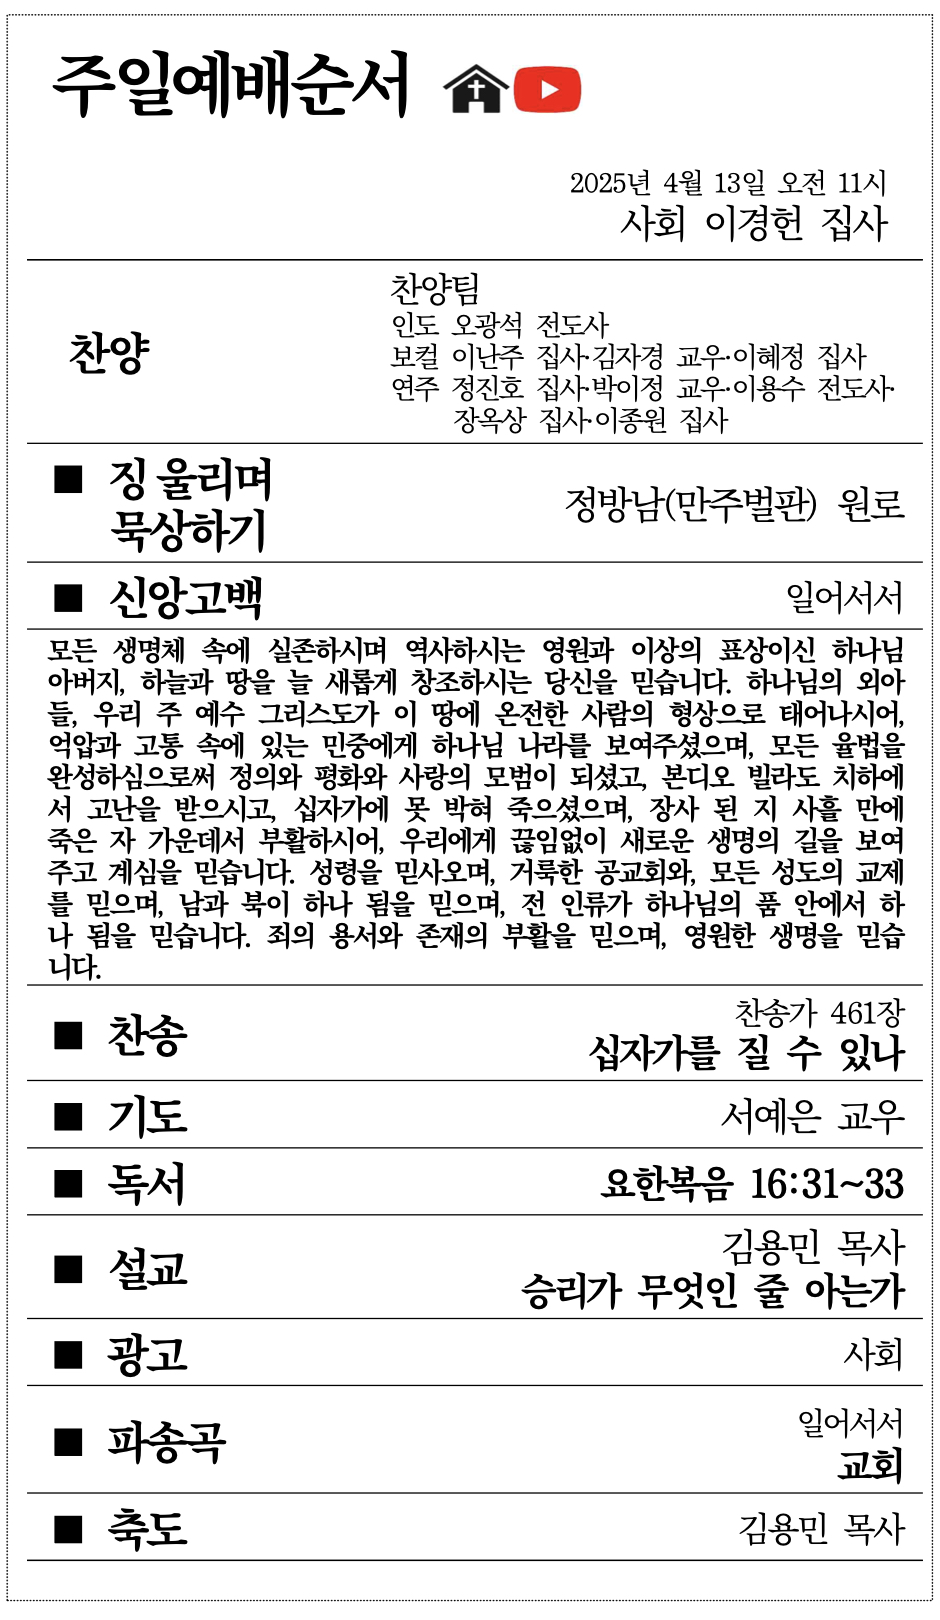 주일예배순서
2025년 4월 13일 오전 11시
사회 이경헌 집사
찬양
찬양팀
인도 오광석 전도사
보컬 이난주 집사·김자경 교우·이혜정 집사
연주 정진호 집사·박이정 교우·이용수 전도사·
장옥상 집사·이종원 집사
■ 징 울리며
묵상하기
정방남(만주벌판) 원로
■ 신앙고백
일어서서
모든 생명체 속에 실존하시며 역사하시는 영원과 이상의 표상이신 하나님
아버지, 하늘과 땅을 늘 새롭게 창조하시는 당신을 믿습니다. 하나님의 외아
들, 우리 주 예수 그리스도가 이 땅에 온전한 사람의 형상으로 태어나시어,
억압과 고통 속에 있는 민중에게 하나님 나라를 보여주셨으며, 모든 율법을
완성하심으로써 정의와 평화와 사랑의 모범이 되셨고, 본디오 빌라도 치하에
서 고난을 받으시고, 십자가에 못 박혀 죽으셨으며, 장사 된 지 사흘 만에
죽은 자 가운데서 부활하시어, 우리에게 끊임없이 새로운 생명의 길을 보여
주고 계심을 믿습니다. 성령을 믿사오며, 거룩한 공교회와, 모든 성도의 교제
를 믿으며, 남과 북이 하나 됨을 믿으며, 전 인류가 하나님의 품 안에서 하
나 됨을 믿습니다. 죄의 용서와 존재의 부활을 믿으며, 영원한 생명을 믿습
니다.
■ 찬송
찬송가 461장
십자가를 질 수 있나
■ 기도
서예은 교우
■ 독서
요한복음 16:31~33
■ 설교
김용민 목사
승리가 무엇인 줄 아는가
■ 광고
사회
■ 파송곡
일어서서
교회
■ 축도
김용민 목사